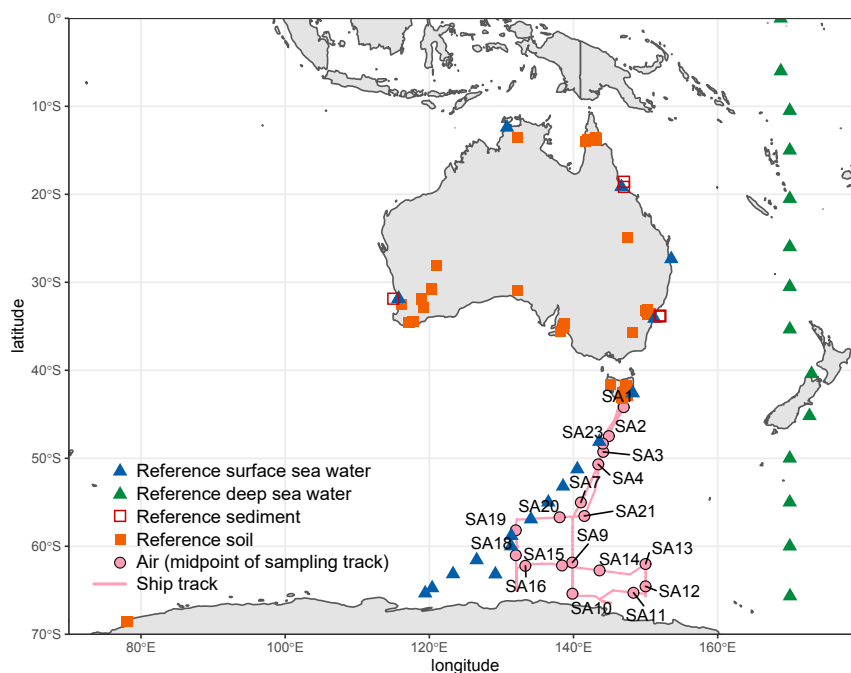 0°
10°S
20°S
30°S
40°S
50°S
60°S
70°S
latitude
SA1
SA2
SA23
SA3
SA4
SA7
SA20
SA19
SA21
SA18
SA15
SA9
SA14
SA13
SA16
SA12
SA10
SA11
Reference surface sea water
Reference deep sea water
Reference sediment
Reference soil
Air (midpoint of sampling track)
Ship track
80°E
100°E
120°E
140°E
160°E
longitude